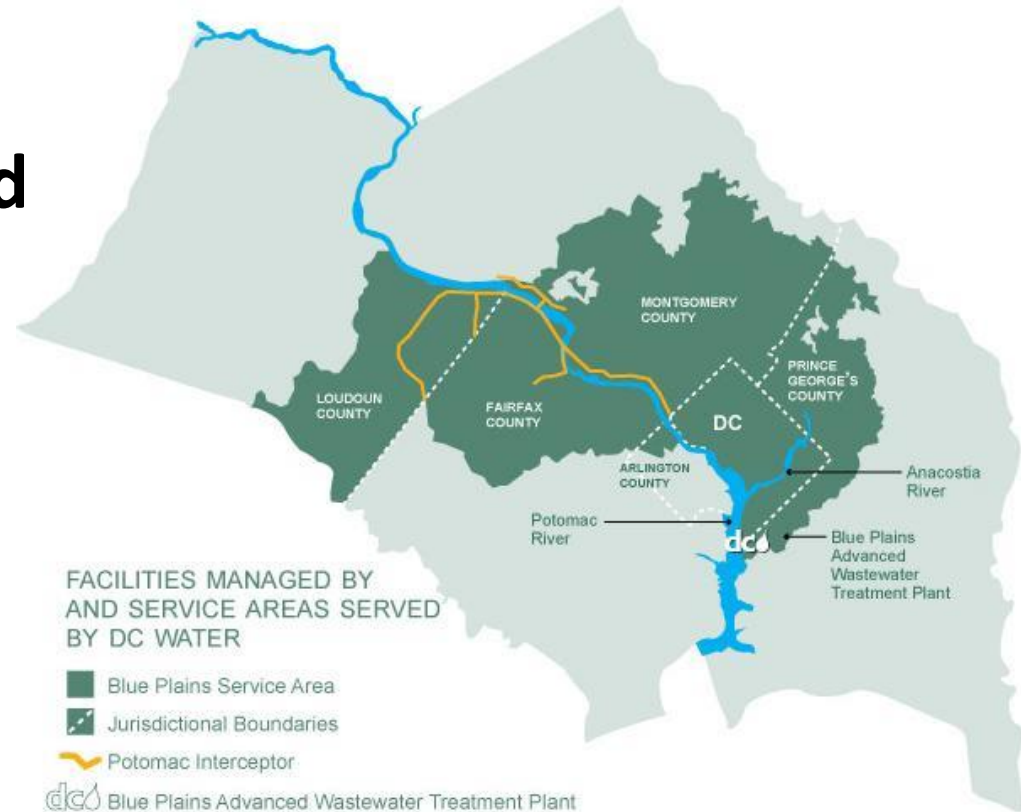 d
MONTGOMERY
COUNTY
PRINCE
GEORGE'S
COUNTY
LOUDOUN
COUNTY
FAIRFAX
COUNTY
DC
ARLINGTON
COUNTY
Anacostia
River
Potomac
River
dc
Blue Plains
Advanced
Wastewater
Treatment Plant
FACILITIES MANAGED BY
AND SERVICE AREAS SERVED
BY DC WATER
Blue Plains Service Area
Jurisdictional Boundaries
Potomac Interceptor
dc Blue Plains Advanced Wastewater Treatment Plant